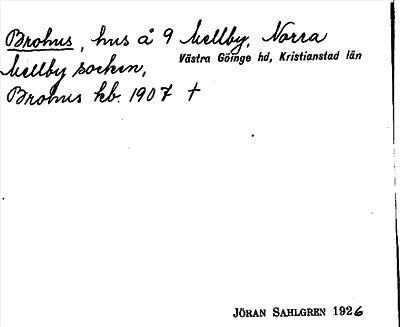 Brohus, hus å 9 Mellby, Norra
Västra Göinge hd, Kristianstad län
Mellby socken,
Brohus kb. 1907 †
JÖRAN SAHLGREN 1926